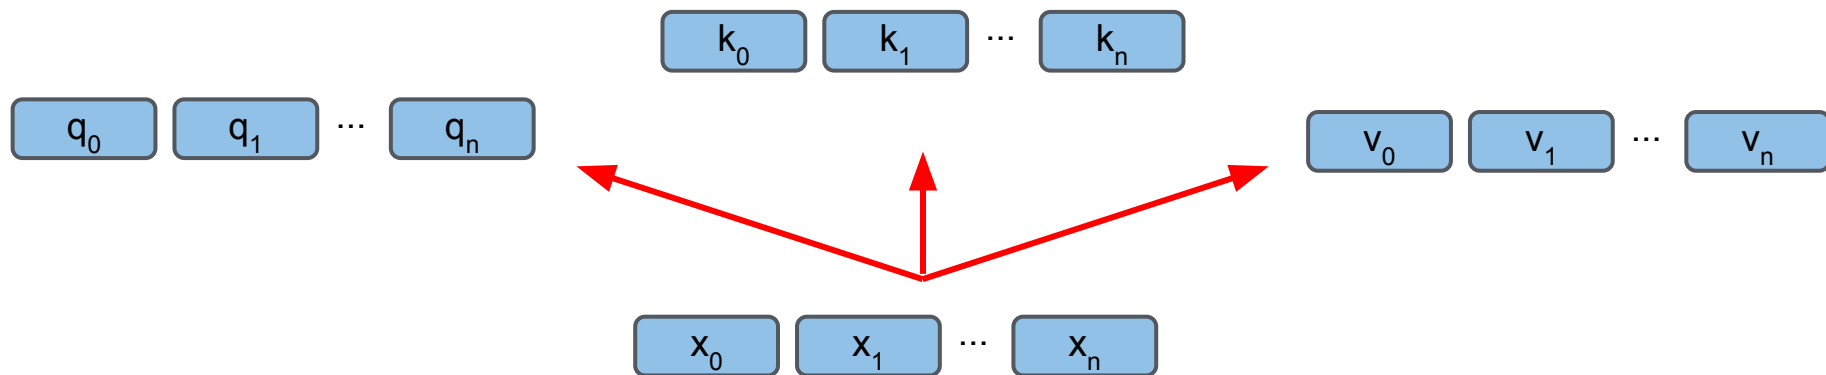 k₀ k₁ ... kₙ
q₀ q₁ ... qₙ
v₀ v₁ ... vₙ
x₀ x₁ ... xₙ